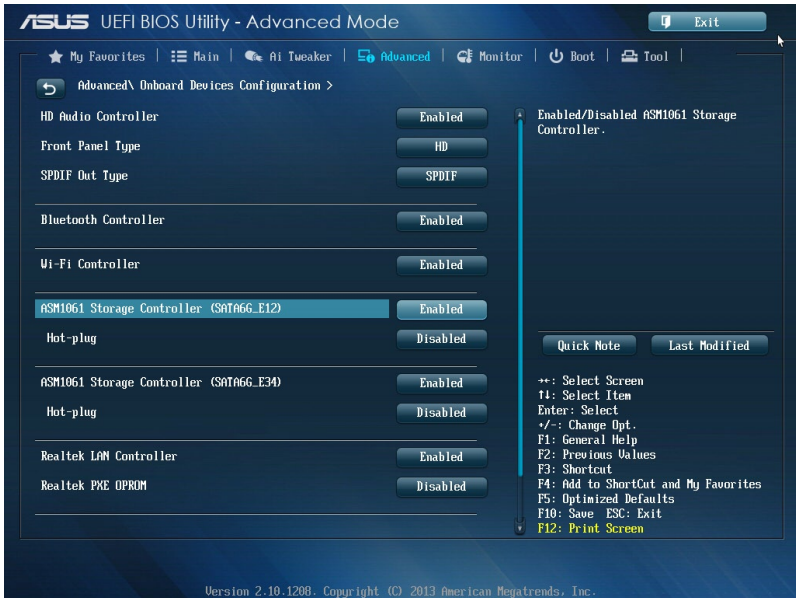 ASUS UEFI BIOS Utility - Advanced Mode
Exit
My Favorites | Main | Ai Tweaker | Advanced | Monitor | Boot | Tool |
Advanced\ Onboard Devices Configuration >
HD Audio Controller Enabled
Front Panel Type HD
SPDIF Out Type SPDIF
Bluetooth Controller Enabled
Wi-Fi Controller Enabled
ASM1061 Storage Controller (SATA6G_E12) Enabled
Hot-plug Disabled
ASM1061 Storage Controller (SATA6G_E34) Enabled
Hot-plug Disabled
Realtek LAN Controller Enabled
Realtek PXE OPROM Disabled
Enabled/Disabled ASM1061 Storage
Controller.
Quick Note Last Modified
→←: Select Screen
↑↓: Select Item
Enter: Select
+/-: Change Opt.
F1: General Help
F2: Previous Values
F3: Shortcut
F4: Add to ShortCut and My Favorites
F5: Optimized Defaults
F10: Save ESC: Exit
F12: Print Screen
Version 2.10.1208. Copyright (C) 2013 American Megatrends, Inc.